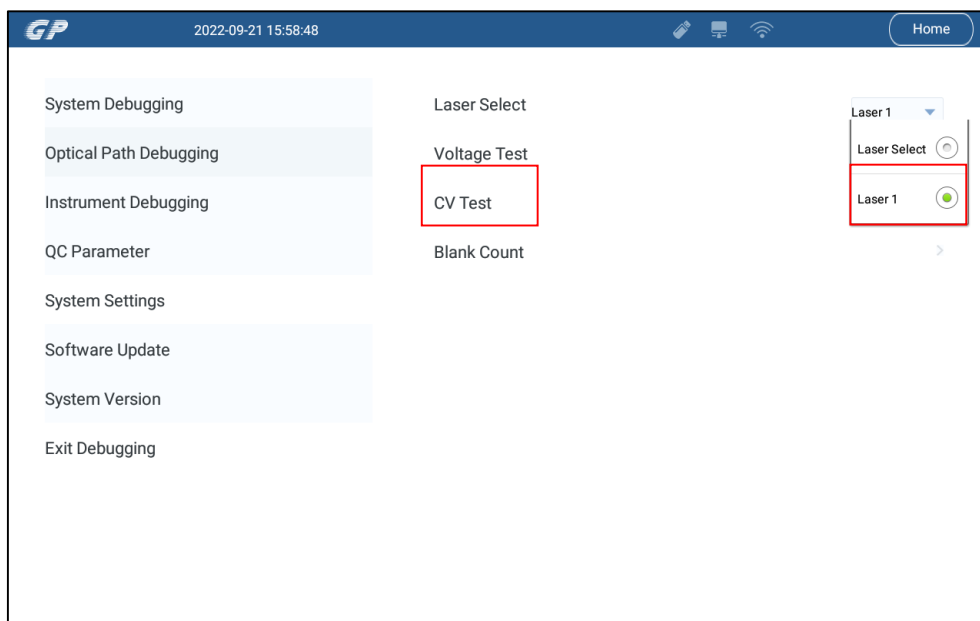 GP 2022-09-21 15:58:48 Home
System Debugging
Optical Path Debugging
Instrument Debugging
QC Parameter
System Settings
Software Update
System Version
Exit Debugging
Laser Select
Voltage Test
CV Test
Blank Count
Laser 1
Laser Select
Laser 1